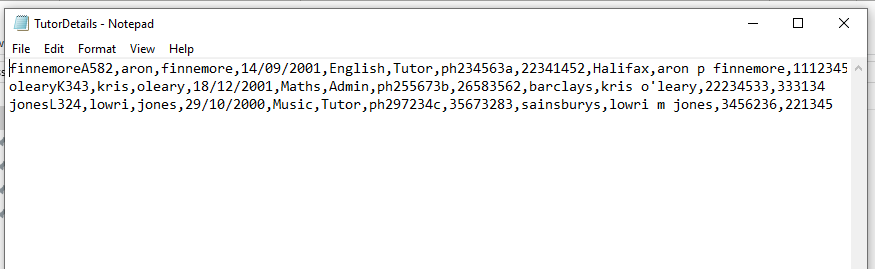 TutorDetails - Notepad
File Edit Format View Help
finnemoreA582,aron,finnemore,14/09/2001,English,Tutor,ph234563a,22341452,Halifax,aron p finnemore,1112345
olearyK343,kris,oleary,18/12/2001,Maths,Admin,ph255673b,26583562,barclays,kris o'leary,22234533,333134
jonesL324,lowri,jones,29/10/2000,Music,Tutor,ph297234c,35673283,sainsburys,lowri m jones,3456236,221345